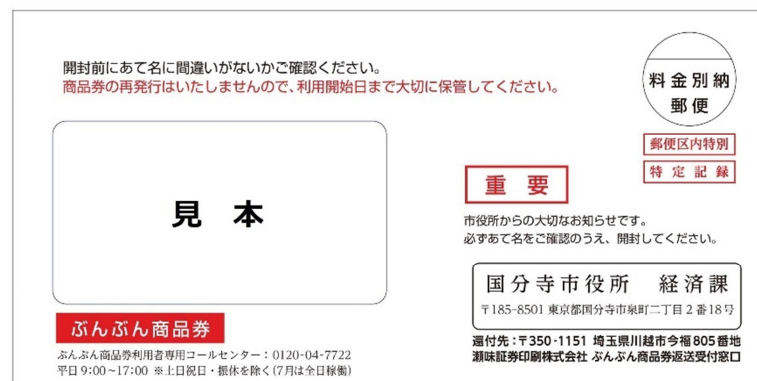 開封前にあて名に間違いがないかご確認ください。
商品券の再発行はいたしませんので、利用開始日まで大切に保管してください。
料金別納
郵便
郵便区内特別
特定記録
見本
重要
市役所からの大切なお知らせです。
必ずあて名をご確認のうえ、開封してください。
国分寺市役所 経済課
〒185-8501 東京都国分寺市泉町二丁目2番18号
ぶんぶん商品券
ぶんぶん商品券利用者専用コールセンター：0120-04-7722
平日9:00~17:00 ※土日祝日・振休を除く(7月は全日稼働)
還付先：〒350-1151 埼玉県川越市今福805番地
瀬味証券印刷株式会社 ぶんぶん商品券返送受付窓口